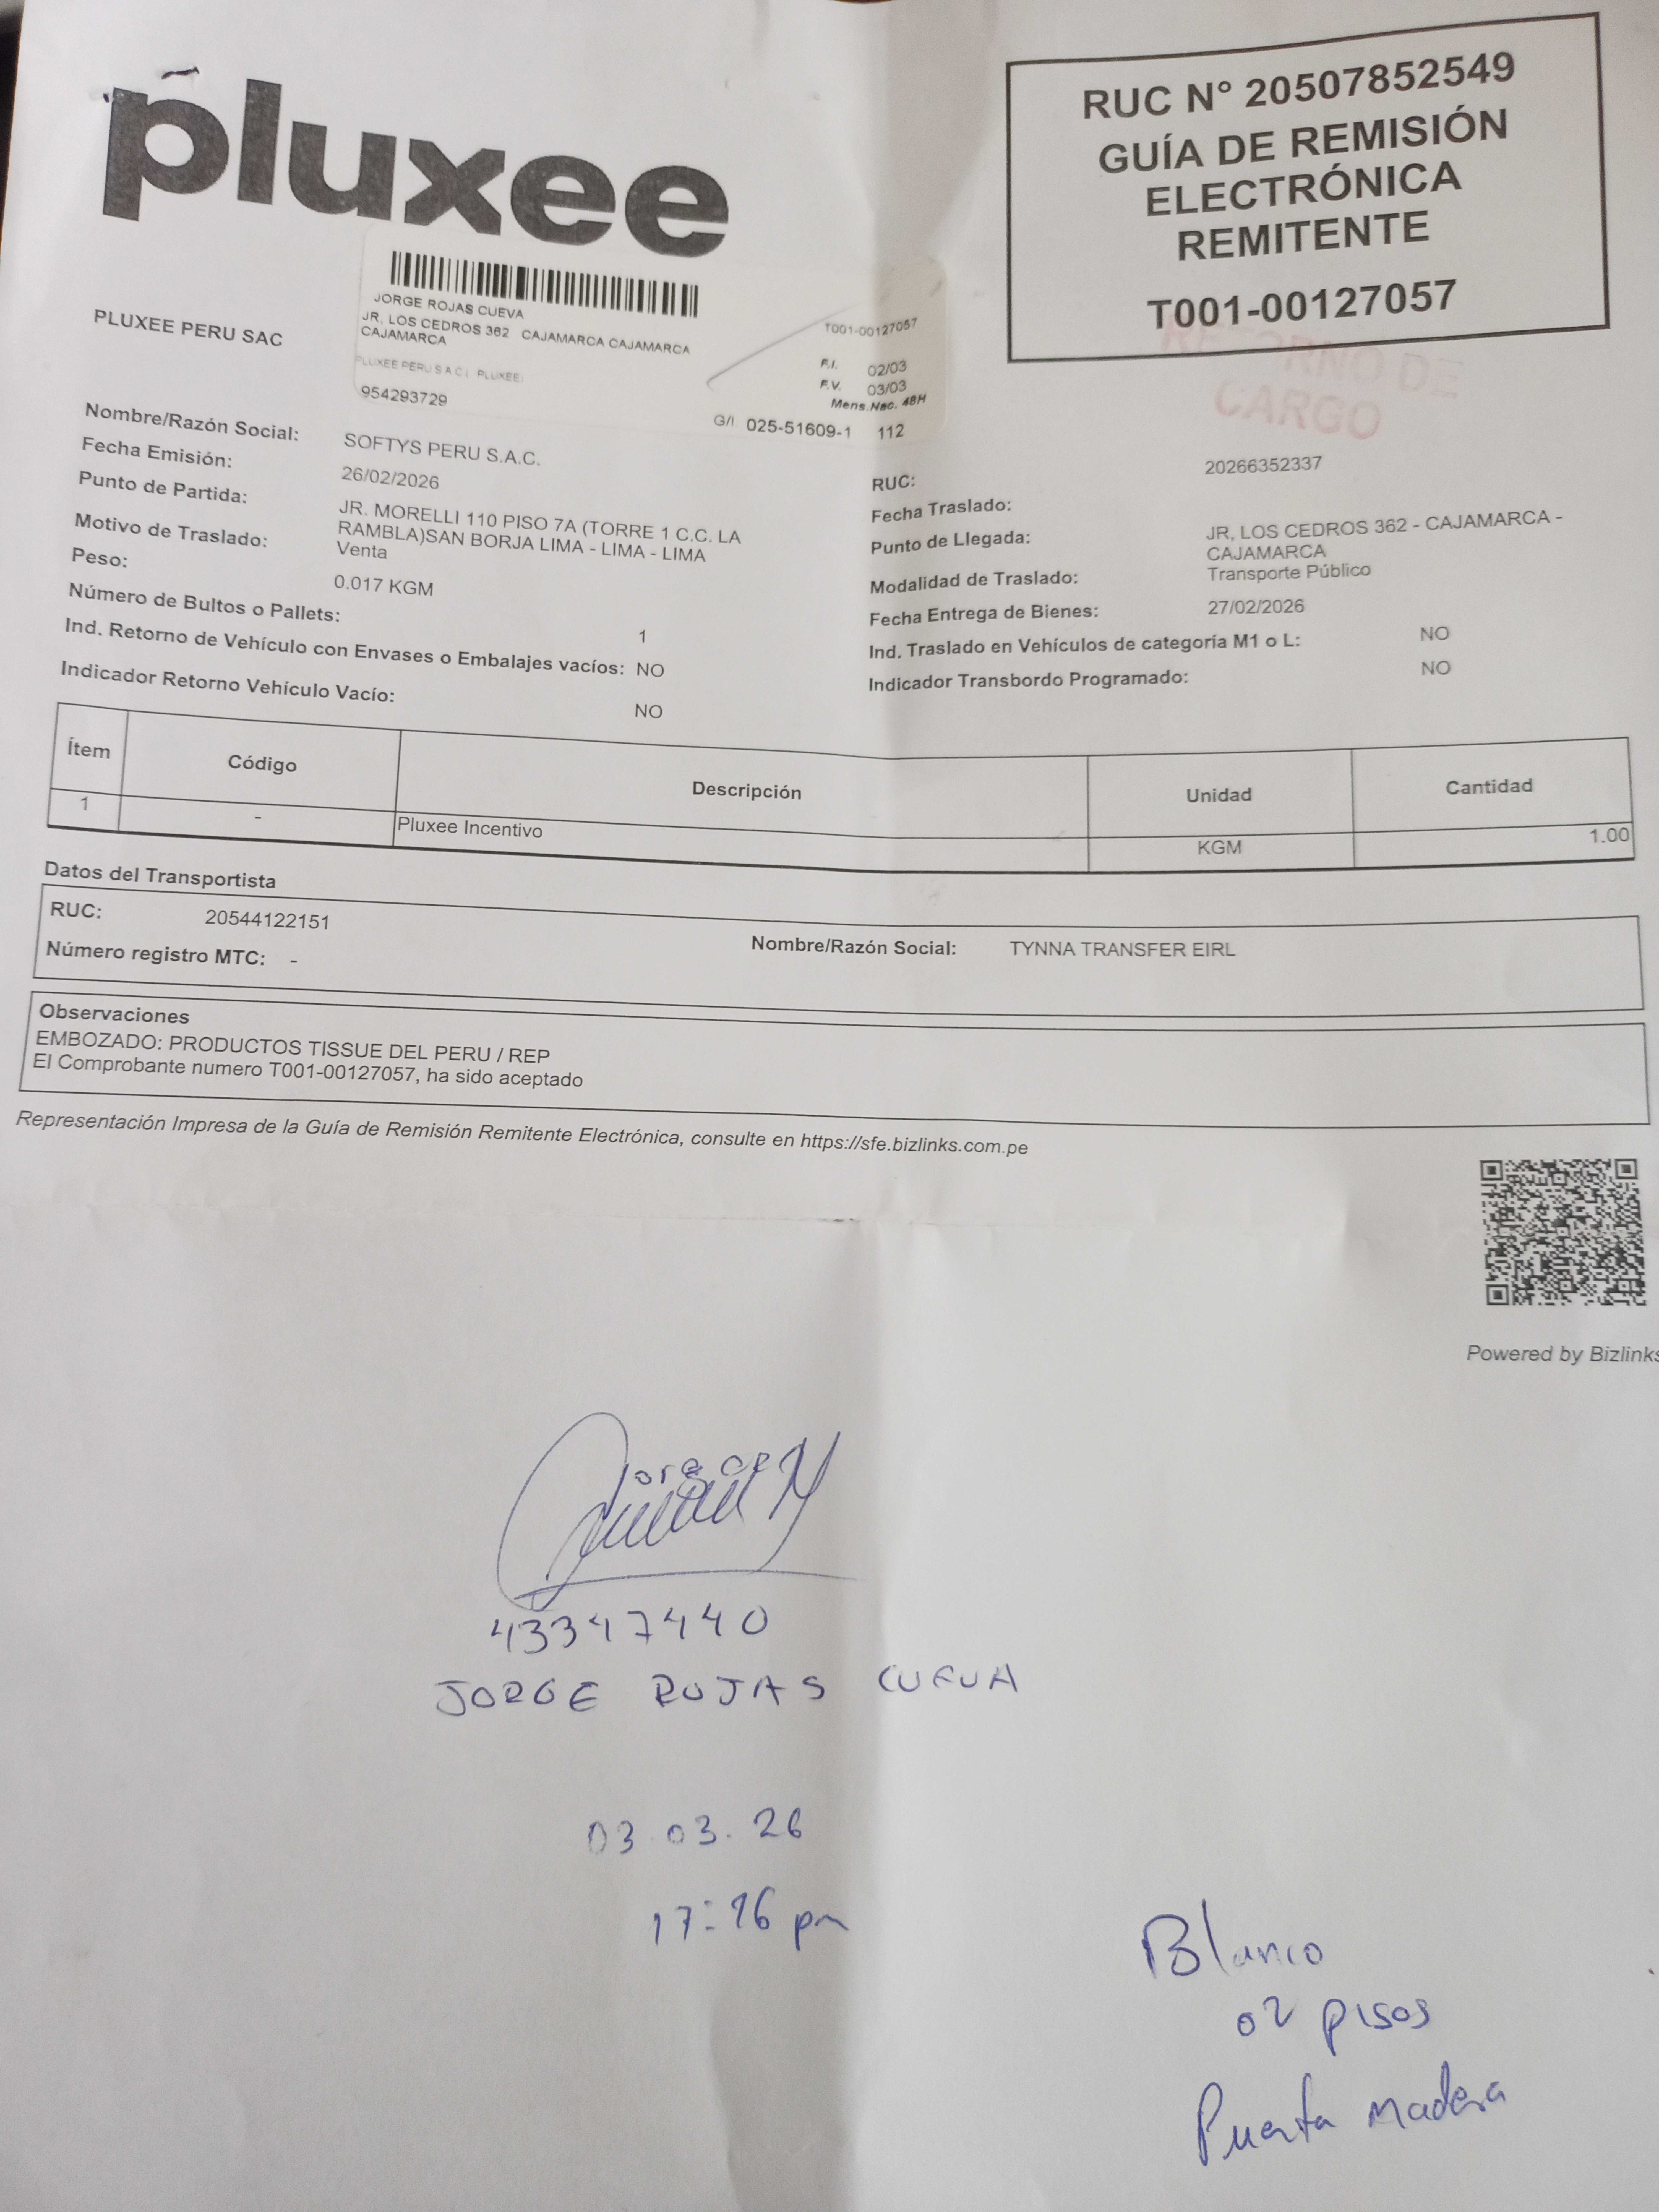 pluxee
RUC N° 20507852549
GUÍA DE REMISIÓN
ELECTRÓNICA
REMITENTE
T001-00127057
RETORNO DE
CARGO
PLUXEE PERU SAC
JORGE ROJAS CUEVA
JR. LOS CEDROS 362 CAJAMARCA CAJAMARCA
CAJAMARCA
PLUXEE PERU S A C ( PLUXEE)
954293729
T001-00127057
F.I. 02/03
F.V. 03/03
Mens.Nac. 48H
G/I 025-51609-1 112
Nombre/Razón Social: SOFTYS PERU S.A.C.
Fecha Emisión: 26/02/2026
Punto de Partida: JR. MORELLI 110 PISO 7A (TORRE 1 C.C. LA
RAMBLA)SAN BORJA LIMA - LIMA - LIMA
Motivo de Traslado: Venta
Peso: 0.017 KGM
Número de Bultos o Pallets: 1
Ind. Retorno de Vehículo con Envases o Embalajes vacíos: NO
Indicador Retorno Vehículo Vacío: NO
RUC: 20266352337
Fecha Traslado:
Punto de Llegada: JR, LOS CEDROS 362 - CAJAMARCA -
CAJAMARCA
Modalidad de Traslado: Transporte Público
Fecha Entrega de Bienes: 27/02/2026
Ind. Traslado en Vehículos de categoría M1 o L: NO
Indicador Transbordo Programado: NO
Ítem Código Descripción Unidad Cantidad
1 - Pluxee Incentivo KGM 1.00
Datos del Transportista
RUC: 20544122151
Nombre/Razón Social: TYNNA TRANSFER EIRL
Número registro MTC: -
Observaciones
EMBOZADO: PRODUCTOS TISSUE DEL PERU / REP
El Comprobante numero T001-00127057, ha sido aceptado
Representación Impresa de la Guía de Remisión Remitente Electrónica, consulte en https://sfe.bizlinks.com.pe
Powered by Bizlinks
43347440
JORGE ROJAS CUEVA
03.03.26
17:26 pm
Blanco
02 pisos
Puerta Madera